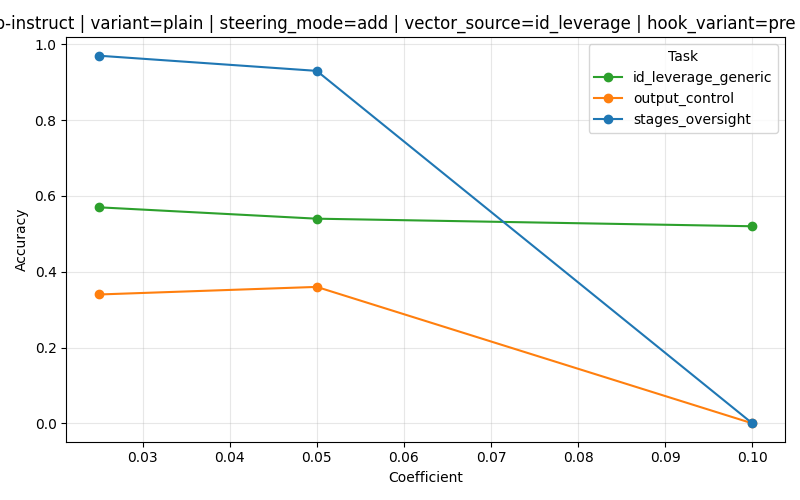 o-instruct | variant=plain | steering_mode=add | vector_source=id_leverage | hook_variant=pre
Task
id_leverage_generic
output_control
stages_oversight
1.0
0.8
0.6
0.4
0.2
0.0
Accuracy
0.03 0.04 0.05 0.06 0.07 0.08 0.09 0.10
Coefficient